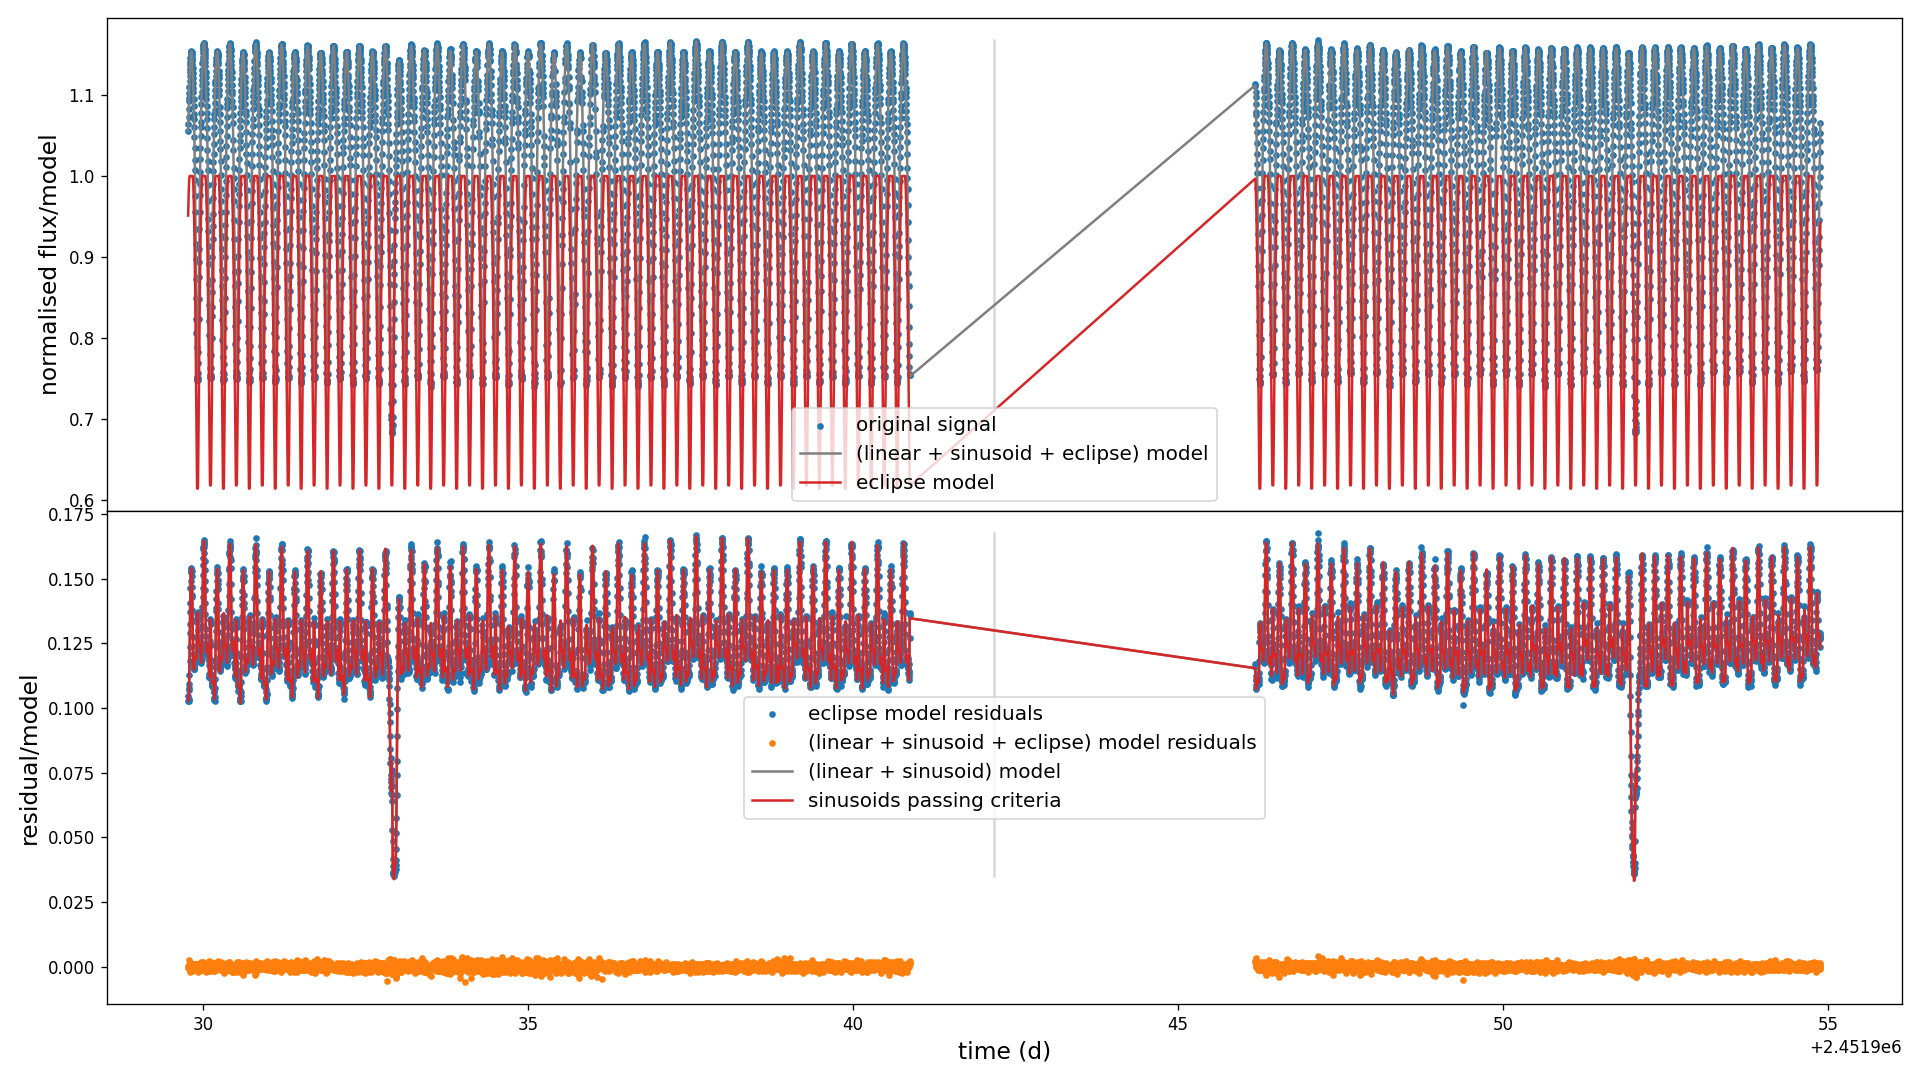 normalised flux/model
1.1
1.0
0.9
0.8
0.7
0.6
original signal
(linear + sinusoid + eclipse) model
eclipse model
residual/model
0.175
0.150
0.125
0.100
0.075
0.050
0.025
0.000
eclipse model residuals
(linear + sinusoid + eclipse) model residuals
(linear + sinusoid) model
sinusoids passing criteria
30 35 40 45 50 55
time (d)
+2.4519e6